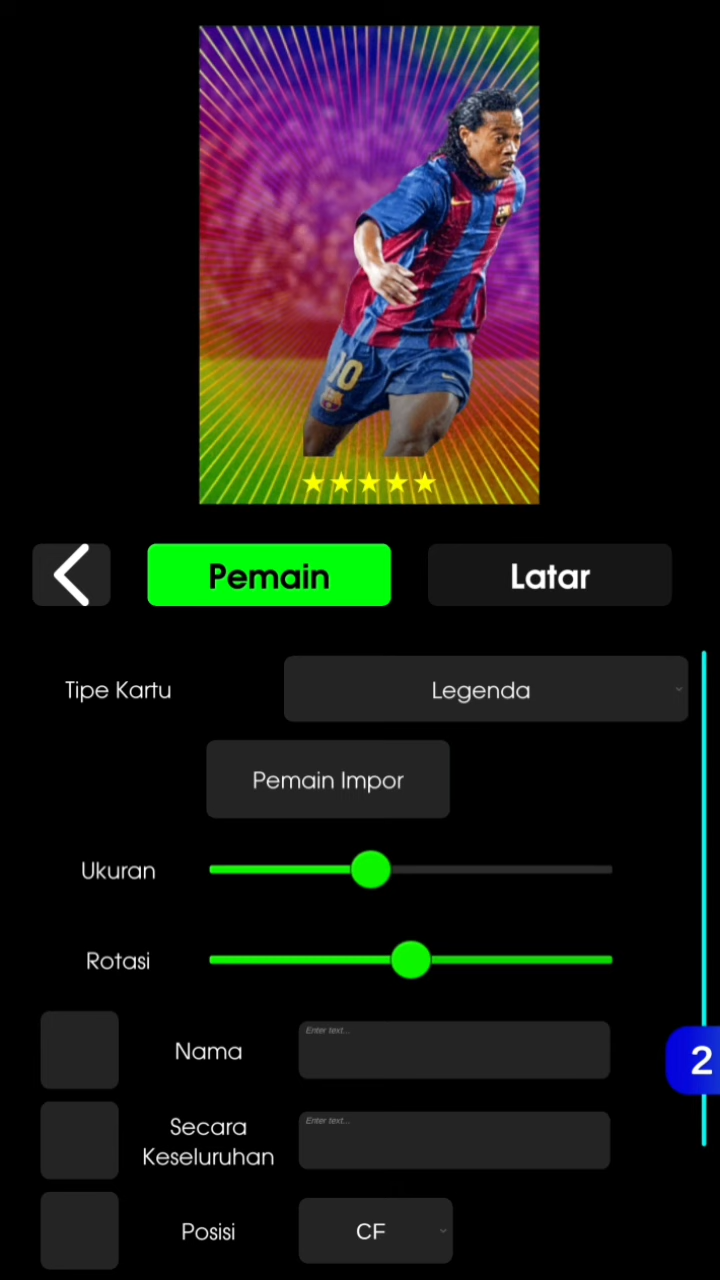 10
Pemain
Latar
Tipe Kartu
Legenda
Pemain Impor
Ukuran
Rotasi
Nama
Enter text...
Secara
Keseluruhan
Enter text...
Posisi
CF
2